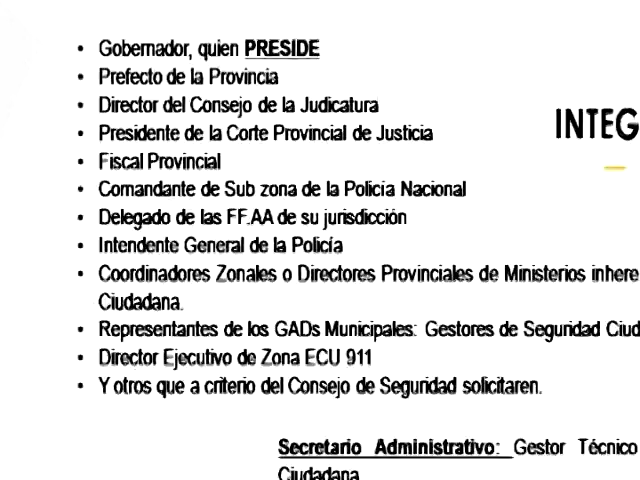 • Gobernador, quien PRESIDE
• Prefecto de la Provincia
• Director del Consejo de la Judicatura
INTEG
• Presidente de la Corte Provincial de Justicia
• Fiscal Provincial
• Comandante de Sub zona de la Policía Nacional
• Delegado de las FF.AA de su jurisdicción
• Intendente General de la Policía
• Coordinadores Zonales o Directores Provinciales de Ministerios inhere
Ciudadana.
• Representantes de los GADs Municipales: Gestores de Seguridad Ciud
• Director Ejecutivo de Zona ECU 911
• Y otros que a criterio del Consejo de Seguridad solicitaren.
Secretario Administrativo: Gestor Técnico
Ciudadana